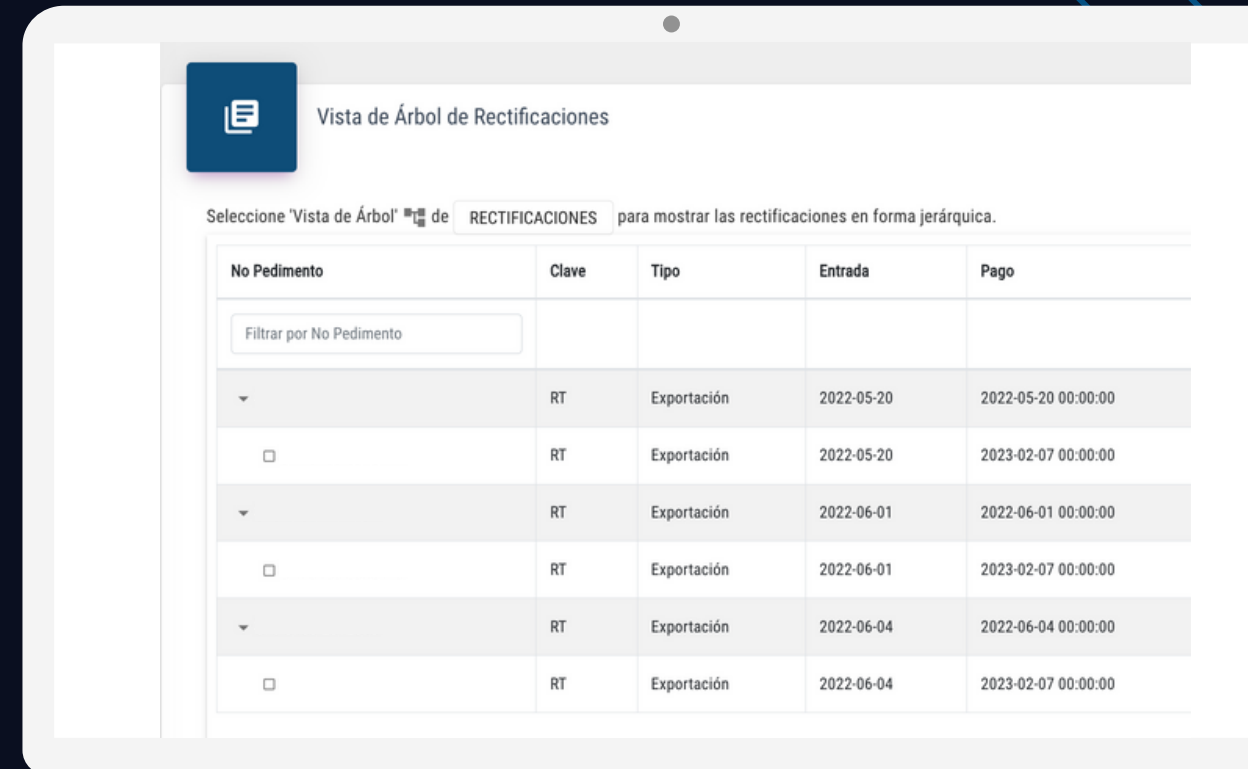 Vista de Árbol de Rectificaciones
Seleccione 'Vista de Árbol' de RECTIFICACIONES para mostrar las rectificaciones en forma jerárquica.
No Pedimento Clave Tipo Entrada Pago
Filtrar por No Pedimento
RT Exportación 2022-05-20 2022-05-20 00:00:00
RT Exportación 2022-05-20 2023-02-07 00:00:00
RT Exportación 2022-06-01 2022-06-01 00:00:00
RT Exportación 2022-06-01 2023-02-07 00:00:00
RT Exportación 2022-06-04 2022-06-04 00:00:00
RT Exportación 2022-06-04 2023-02-07 00:00:00